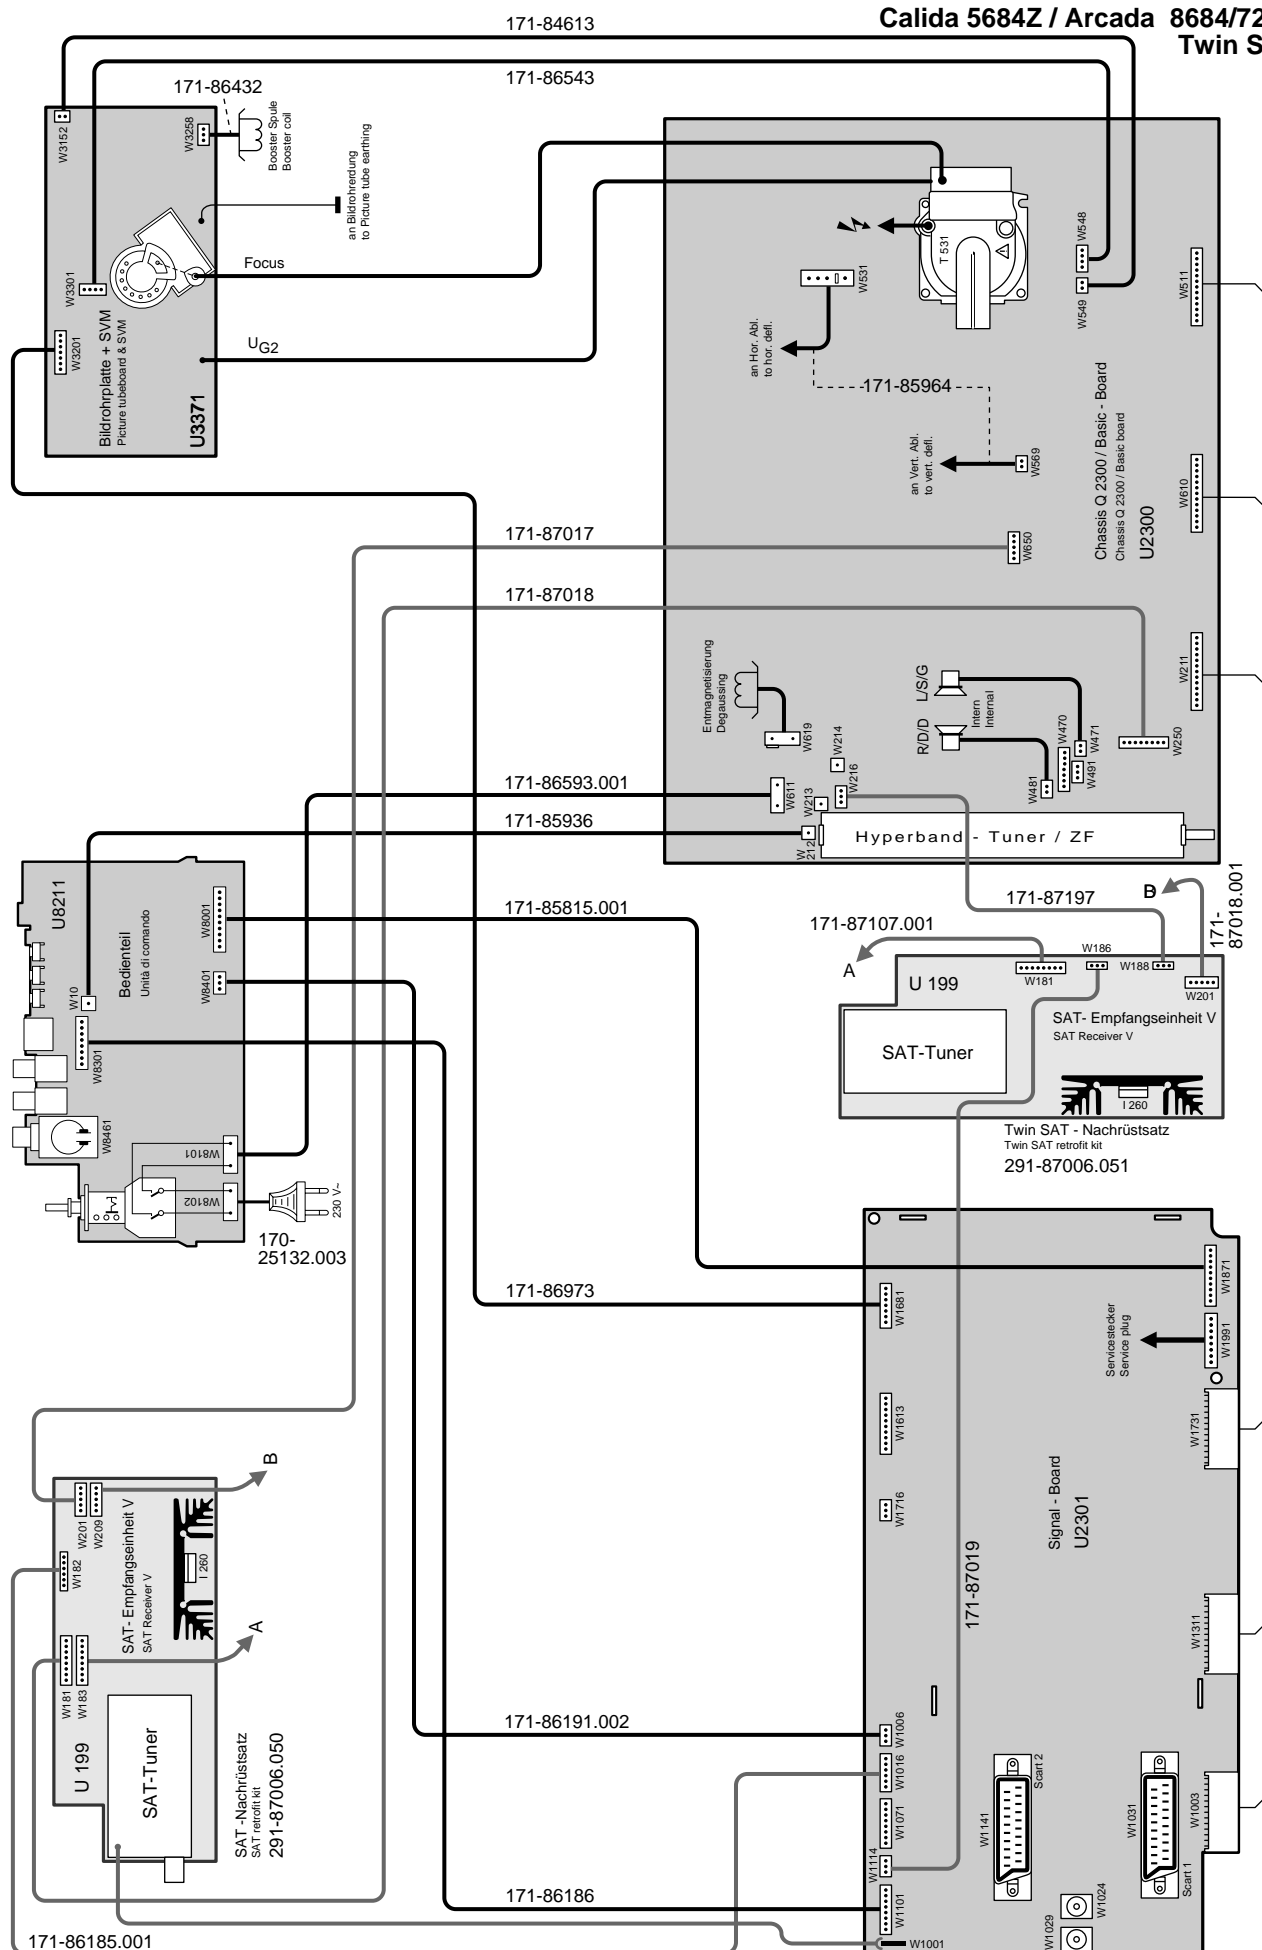 Calida 5684Z / Arcada 8684/72
Twin S
171-84613
171-86543
171-86432
W3152
W3258
Booster Spule
Booster coil
an Bildrohrerdung
to Picture tube earthing
W3301
Focus
W3201
UG2
Bildrohrplatte + SVM
Picture tubeboard & SVM
U3371
T 531
W548
W549
W511
W531
an Hor. Abl.
to hor. defl.
171-85964
an Vert. Abl.
to vert. defl.
W569
Chassis Q 2300 / Basic - Board
Chassis Q 2300 / Basic board
U2300
W610
171-87017
W650
171-87018
W211
Entmagnetisierung
Degaussing
W619
W214
L/S/G
R/D/D
Intern
Internal
W470
W471
W491
W481
W250
W216
W213
W611
W212
171-86593.001
171-85936
Hyperband - Tuner / ZF
U8211
Bedienteil
Unità di comando
W8001
W8401
W10
W8301
W8461
W8101
W8102
230 V~
170-
25132.003
171-85815.001
171-87107.001
171-87197
B
171-
87018.001
A
U 199
W181
W186
W188
W201
SAT- Empfangseinheit V
SAT Receiver V
SAT-Tuner
I 260
Twin SAT - Nachrüstsatz
Twin SAT retrofit kit
291-87006.051
171-86973
W1681
W1871
Servicestecker
Service plug
W1991
W1613
W1731
W1716
Signal - Board
U2301
171-87019
W1311
B
W201
W209
W182
SAT- Empfangseinheit V
SAT Receiver V
I 260
A
W181
W183
U 199
SAT-Tuner
SAT -Nachrüstsatz
SAT retrofit kit
291-87006.050
171-86191.002
W1006
W1016
W1071
W1114
W1101
W1001
Scart 2
W1141
W1031
Scart 1
W1003
W1024
W1029
171-86186
171-86185.001